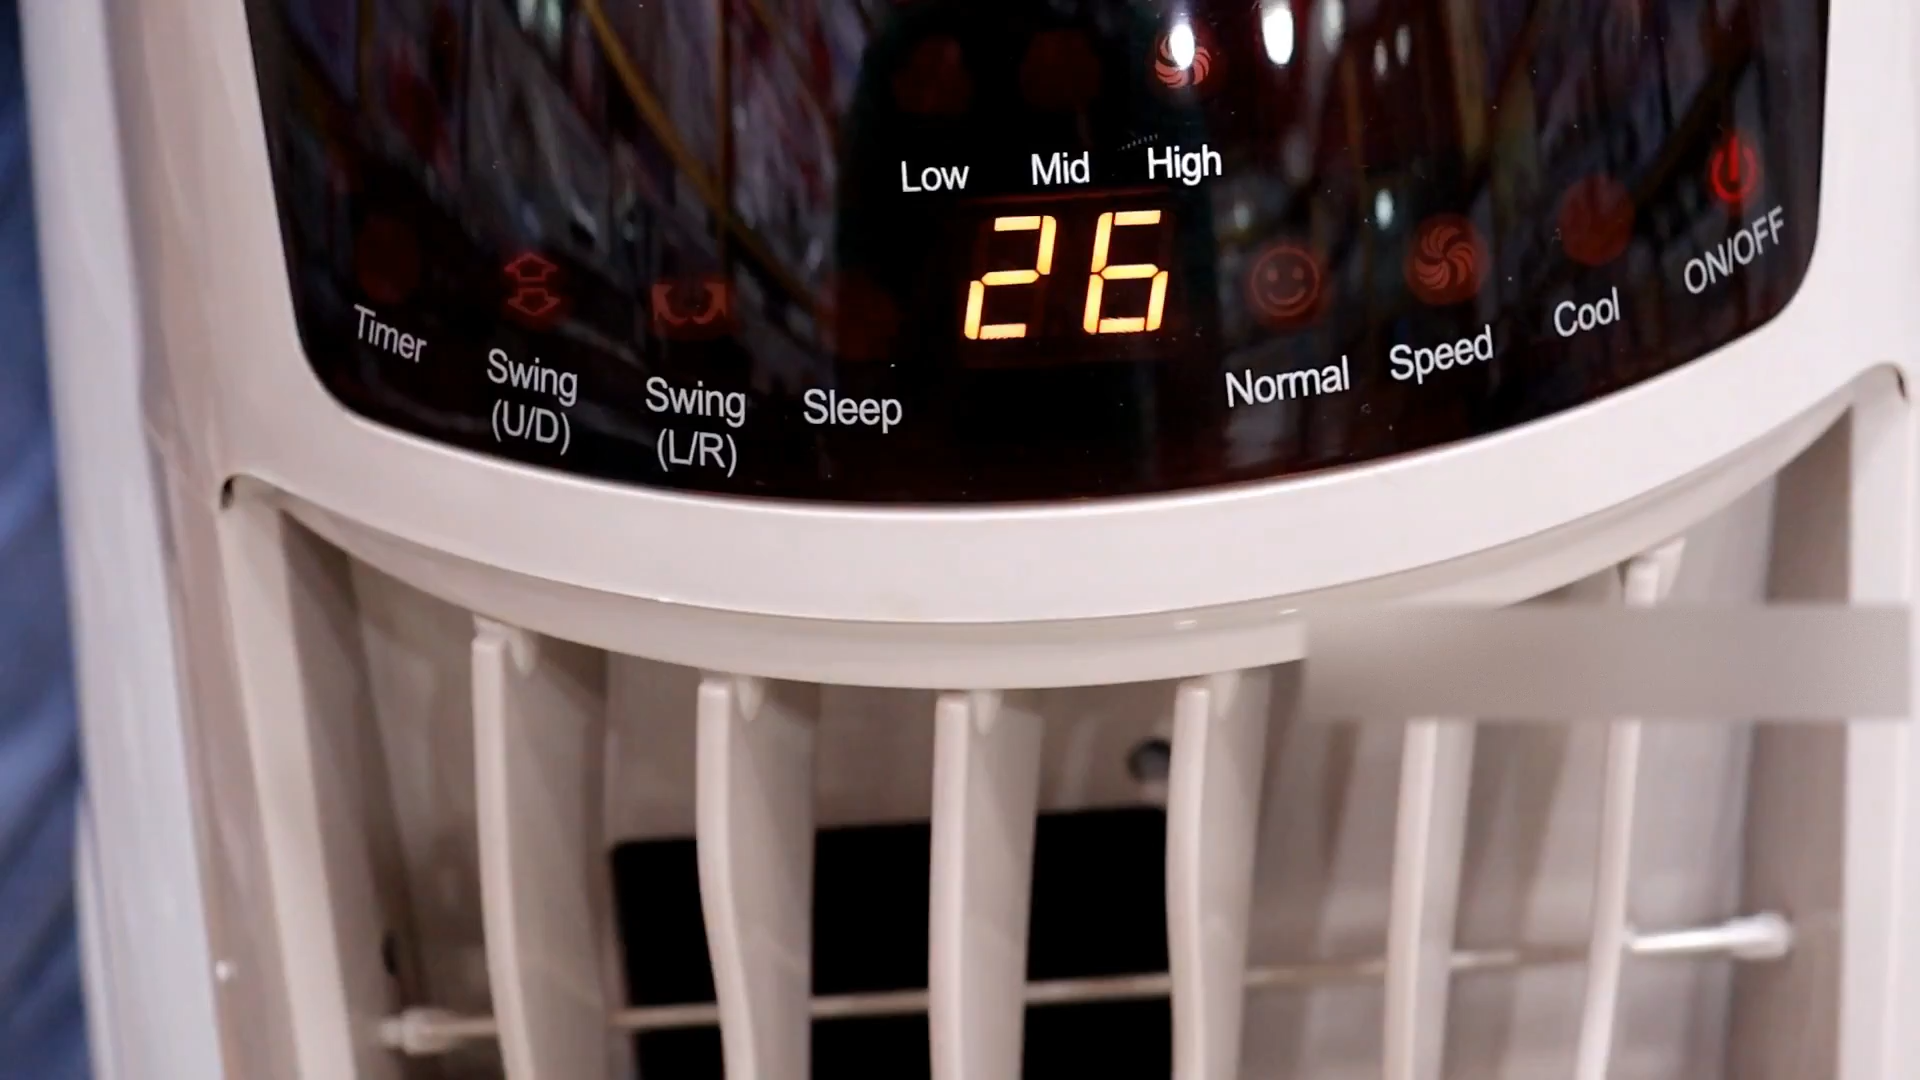 Low Mid High
26
Timer
Swing
(U/D)
Swing
(L/R)
Sleep
Normal
Speed
Cool
ON/OFF